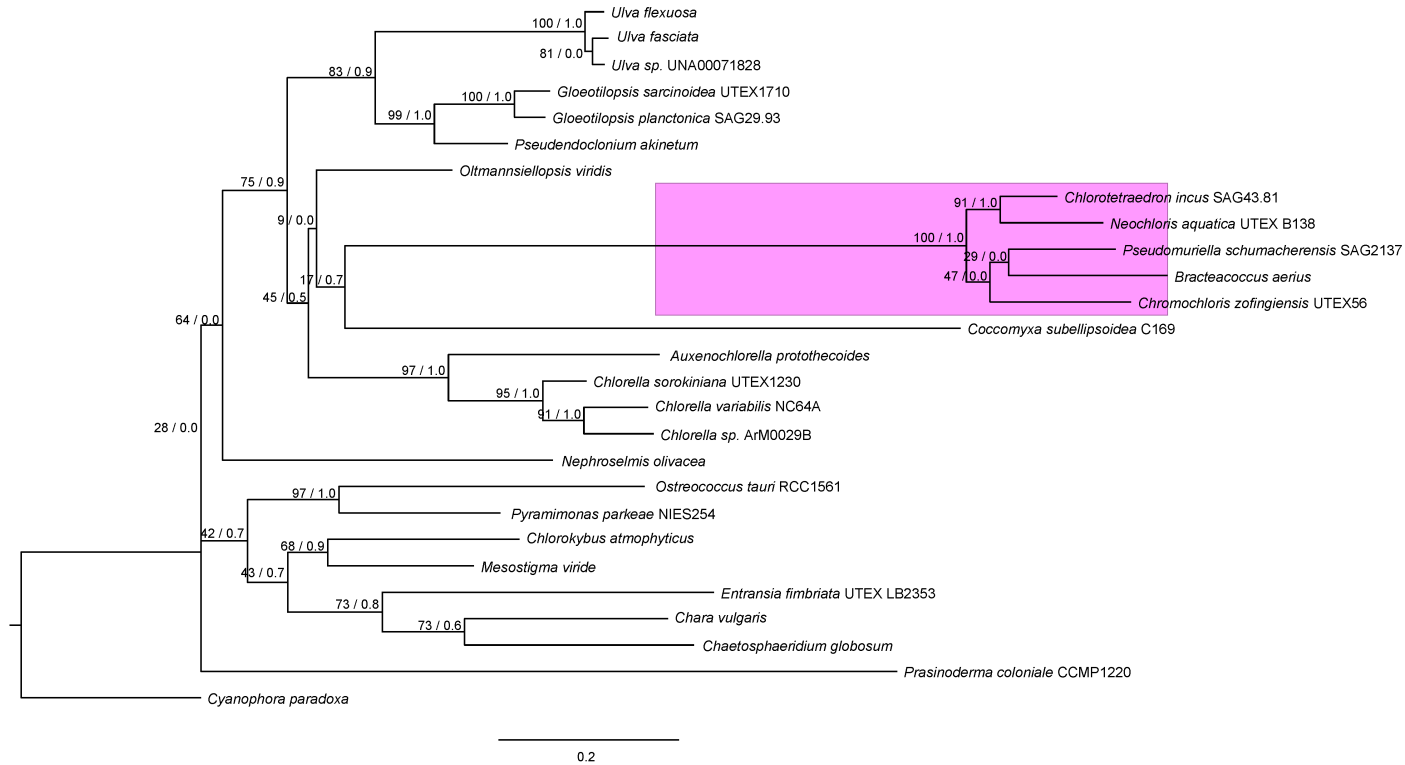 Ulva flexuosa
100 / 1.0
Ulva fasciata
81 / 0.0
Ulva sp. UNA00071828
83 / 0.9
Gloeotilopsis sarcinoidea UTEX1710
100 / 1.0
99 / 1.0
Gloeotilopsis planctonica SAG29.93
Pseudendoclonium akinetum
Oltmannsiellopsis viridis
75 / 0.9
Chlorotetraedron incus SAG43.81
91 / 1.0
9 / 0.0
Neochloris aquatica UTEX B138
100 / 1.0
Pseudomuriella schumacherensis SAG2137
29 / 0.0
17 / 0.7
47 / 0.0
Bracteacoccus aerius
45 / 0.5
Chromochloris zofingiensis UTEX56
64 / 0.0
Coccomyxa subellipsoidea C169
Auxenochlorella protothecoides
97 / 1.0
Chlorella sorokiniana UTEX1230
95 / 1.0
Chlorella variabilis NC64A
91 / 1.0
28 / 0.0
Chlorella sp. ArM0029B
Nephroselmis olivacea
Ostreococcus tauri RCC1561
97 / 1.0
Pyramimonas parkeae NIES254
42 / 0.7
Chlorokybus atmophyticus
68 / 0.9
43 / 0.7
Mesostigma viride
Entransia fimbriata UTEX LB2353
73 / 0.8
Chara vulgaris
73 / 0.6
Chaetosphaeridium globosum
Prasinoderma coloniale CCMP1220
Cyanophora paradoxa
0.2